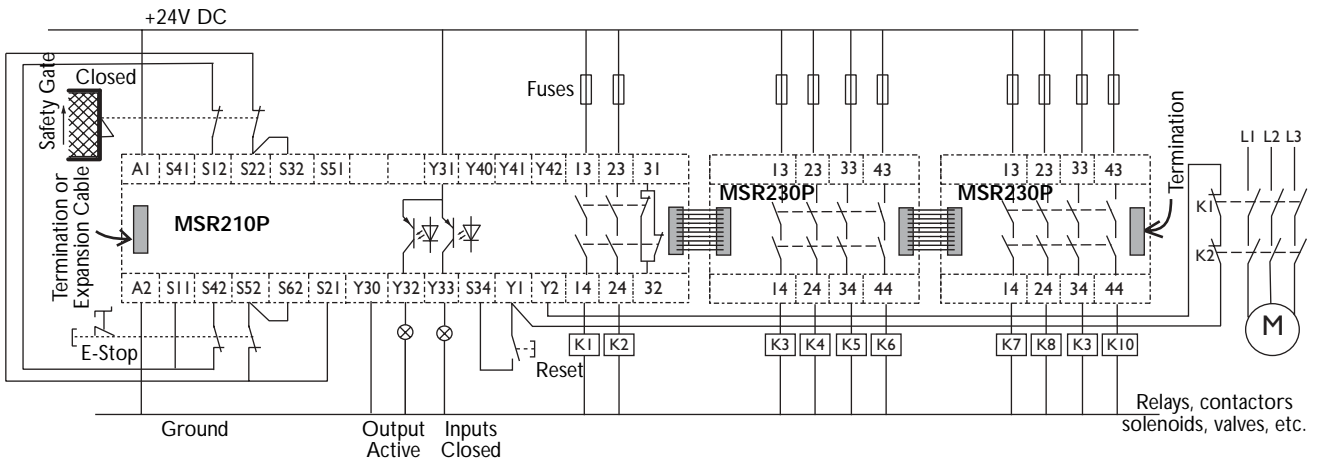 +24V DC
Safety Gate
Closed
Fuses
Termination
L1 L2 L3
A1 S41 S12 S22 S32 S51 Y31 Y40 Y41 Y42 13 23 31
13 23 33 43
13 23 33 43
MSR210P
MSR230P
MSR230P
K1
K2
Termination or
Expansion Cable
A2 S11 S42 S52 S62 S21 Y30 Y32 Y33 S34 Y1 Y2 14 24 32
14 24 34 44
14 24 34 44
E-Stop
Reset
K1 K2
K3 K4 K5 K6
K7 K8 K3 K10
M
Ground
Output
Active
Inputs
Closed
Relays, contactors
solenoids, valves, etc.